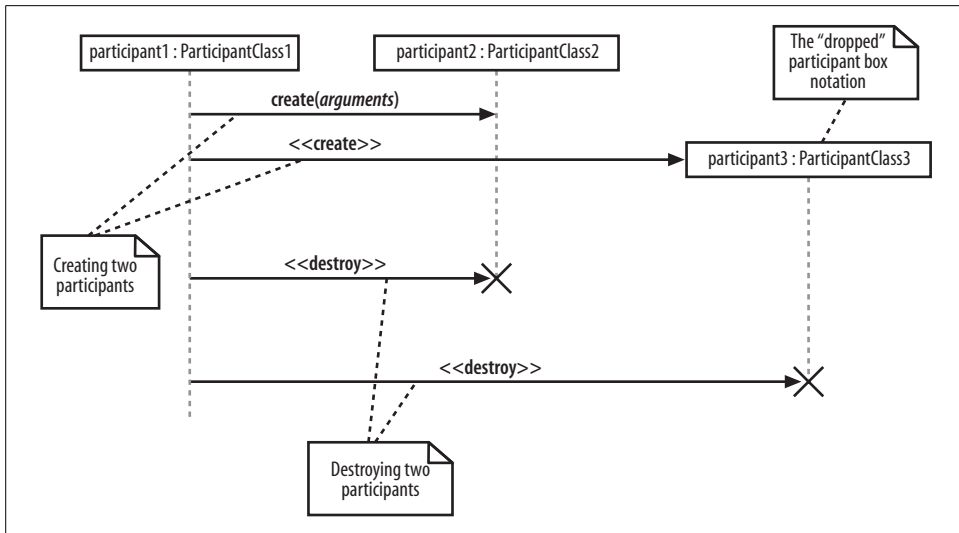 participant1 : ParticipantClass1
participant2 : ParticipantClass2
The “dropped”
participant box
notation
create(arguments)
<<create>>
participant3 : ParticipantClass3
Creating two
participants
<<destroy>>
<<destroy>>
Destroying two
participants